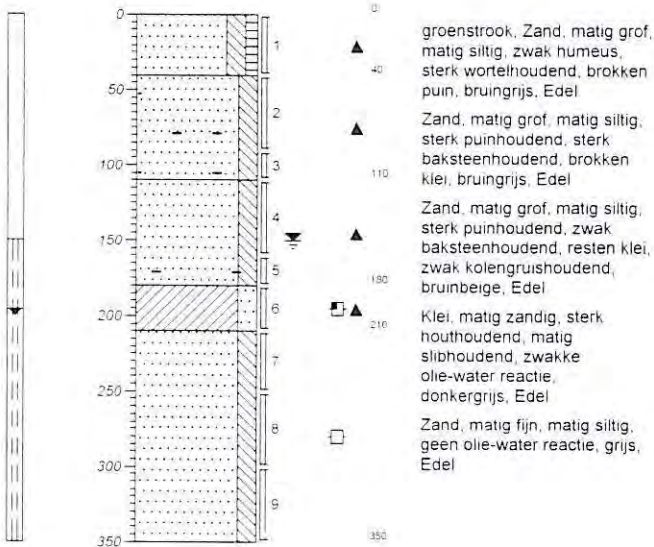 0
50
100
150
200
250
300
350
1
2
3
4
5
6
7
8
9
0
40
110
180
210
350
groenstrook, Zand, matig grof,
matig siltig, zwak humeus,
sterk wortelhoudend, brokken
puin, bruingrijs, Edel
Zand, matig grof, matig siltig,
sterk puinhoudend, sterk
baksteenhoudend, brokken
klei, bruingrijs, Edel
Zand, matig grof, matig siltig,
sterk puinhoudend, zwak
baksteenhoudend, resten klei,
zwak kolengruishoudend,
bruinbeige, Edel
Klei, matig zandig, sterk
houthoudend, matig
slibhoudend, zwakke
olie-water reactie,
donkergrijs, Edel
Zand, matig fijn, matig siltig,
geen olie-water reactie, grijs,
Edel